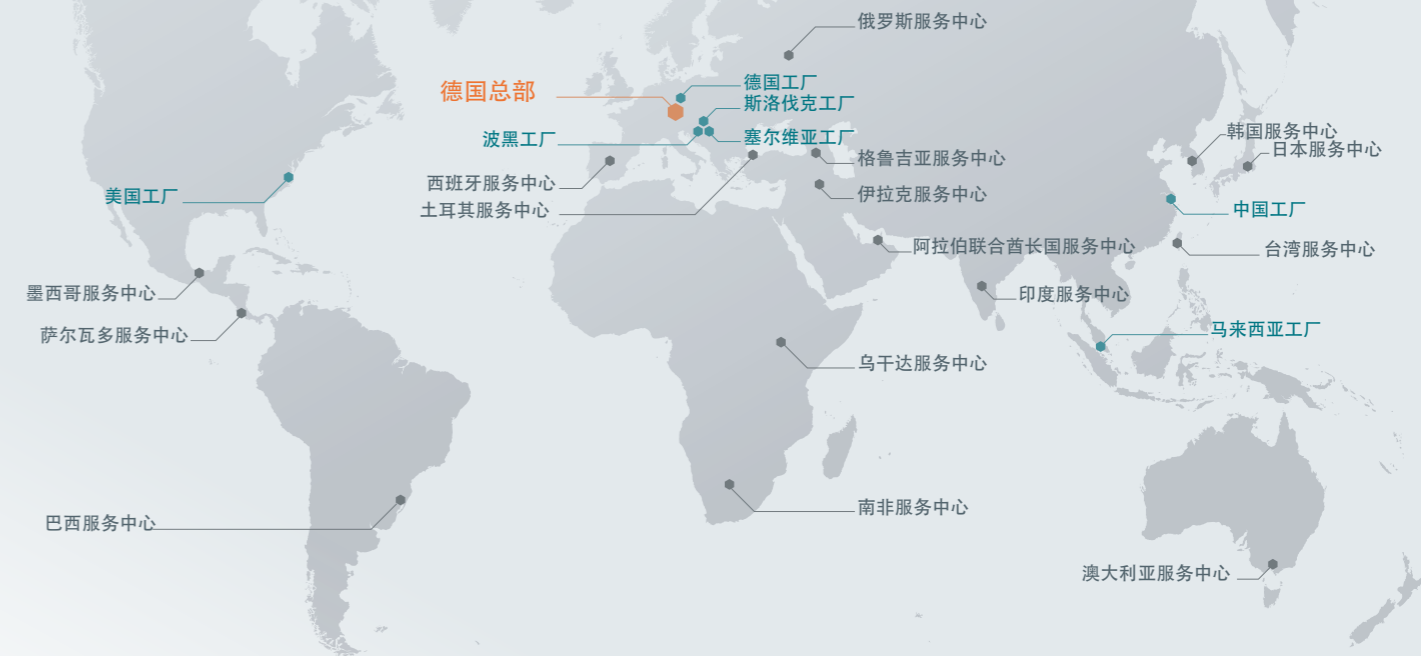 俄罗斯服务中心
德国总部
德国工厂
斯洛伐克工厂
波黑工厂
塞尔维亚工厂
韩国服务中心
日本服务中心
格鲁吉亚服务中心
西班牙服务中心
美国工厂
伊拉克服务中心
土耳其服务中心
中国工厂
阿拉伯联合酋长国服务中心
台湾服务中心
墨西哥服务中心
印度服务中心
萨尔瓦多服务中心
马来西亚工厂
乌干达服务中心
南非服务中心
巴西服务中心
澳大利亚服务中心